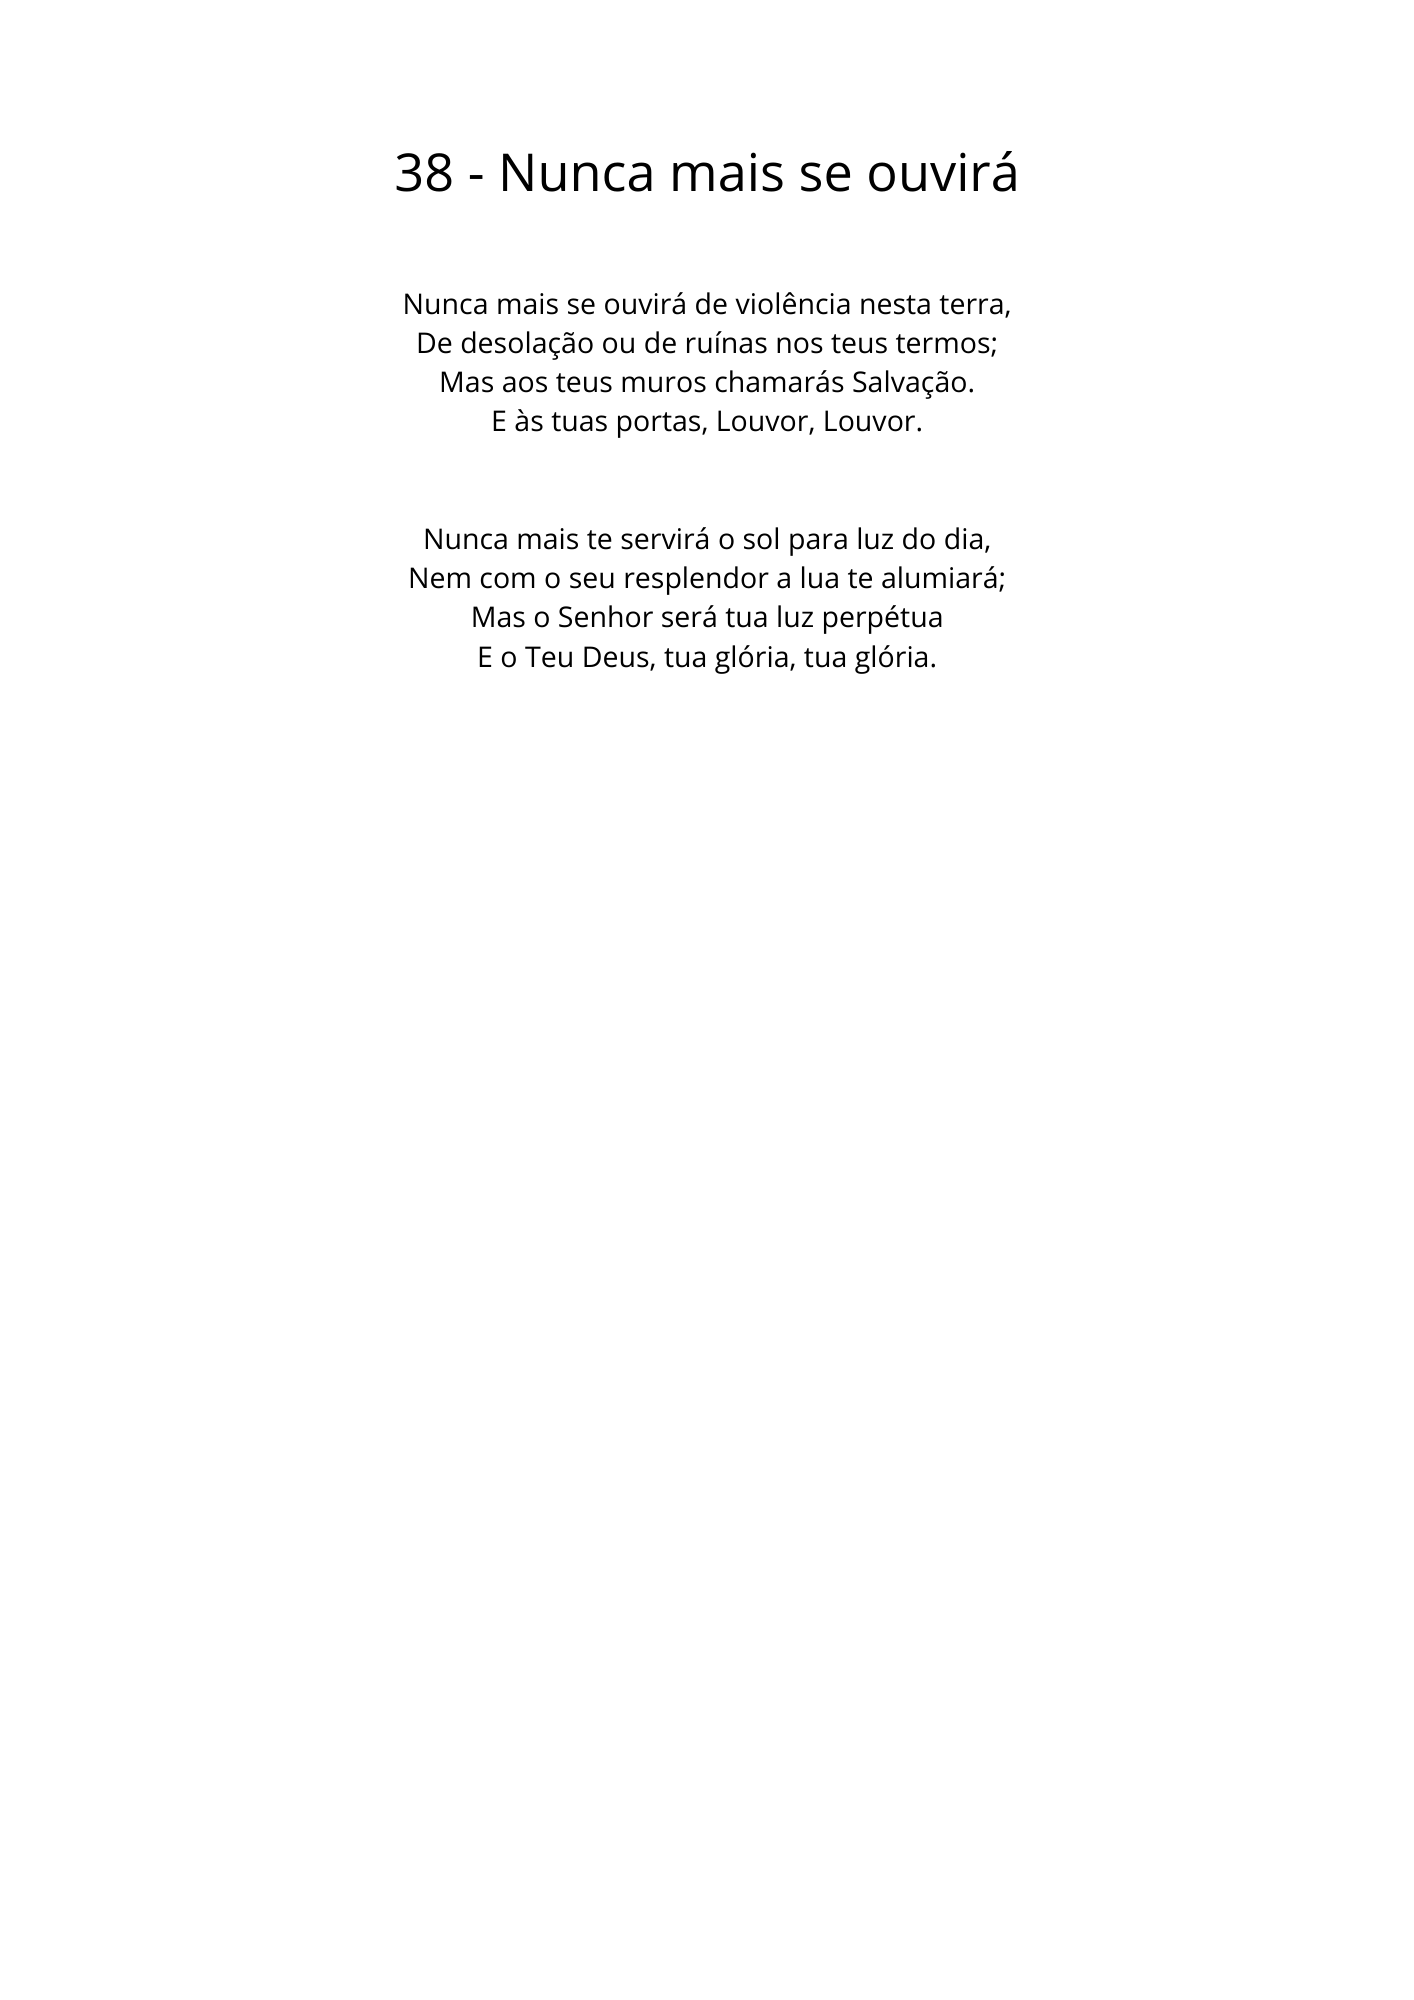 38 - Nunca mais se ouvirá
Nunca mais se ouvirá de violência nesta terra,
De desolação ou de ruínas nos teus termos;
Mas aos teus muros chamarás Salvação.
E às tuas portas, Louvor, Louvor.
Nunca mais te servirá o sol para luz do dia,
Nem com o seu resplendor a lua te alumiará;
Mas o Senhor será tua luz perpétua
E o Teu Deus, tua glória, tua glória.